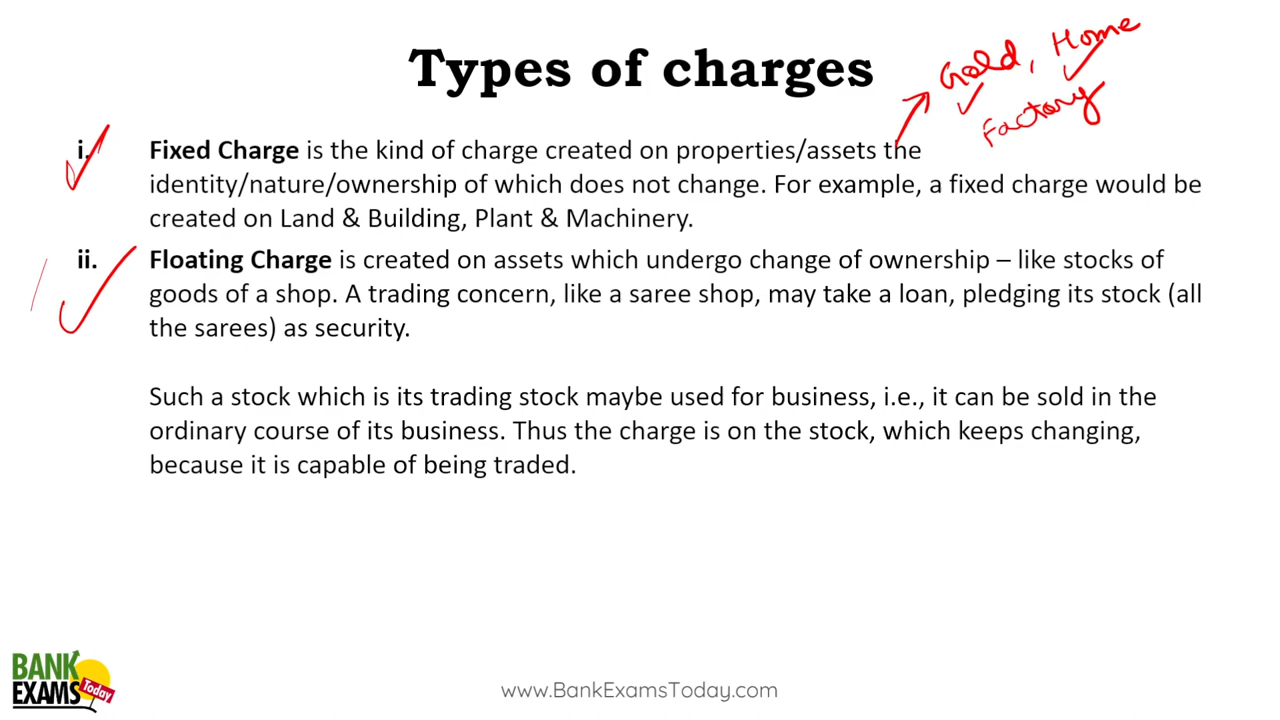 Types of charges
Gold, Home
Factory
i. Fixed Charge is the kind of charge created on properties/assets the
identity/nature/ownership of which does not change. For example, a fixed charge would be
created on Land & Building, Plant & Machinery.
ii. Floating Charge is created on assets which undergo change of ownership – like stocks of
goods of a shop. A trading concern, like a saree shop, may take a loan, pledging its stock (all
the sarees) as security.
Such a stock which is its trading stock maybe used for business, i.e., it can be sold in the
ordinary course of its business. Thus the charge is on the stock, which keeps changing,
because it is capable of being traded.
BANK
EXAMS Today
www.BankExamsToday.com